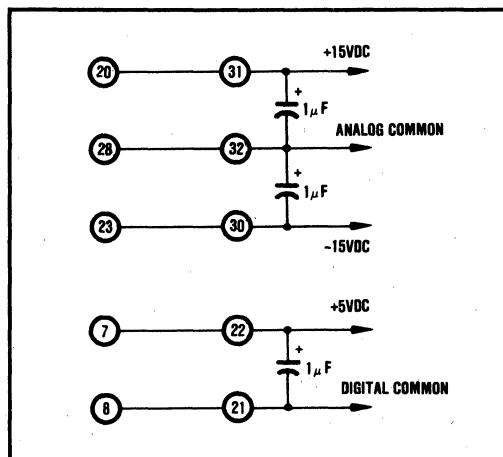 20 31 +15VDC
+
1µF
28 32 ANALOG COMMON
+
1µF
23 30 -15VDC
7 22 +5VDC
+
1µF
8 21 DIGITAL COMMON